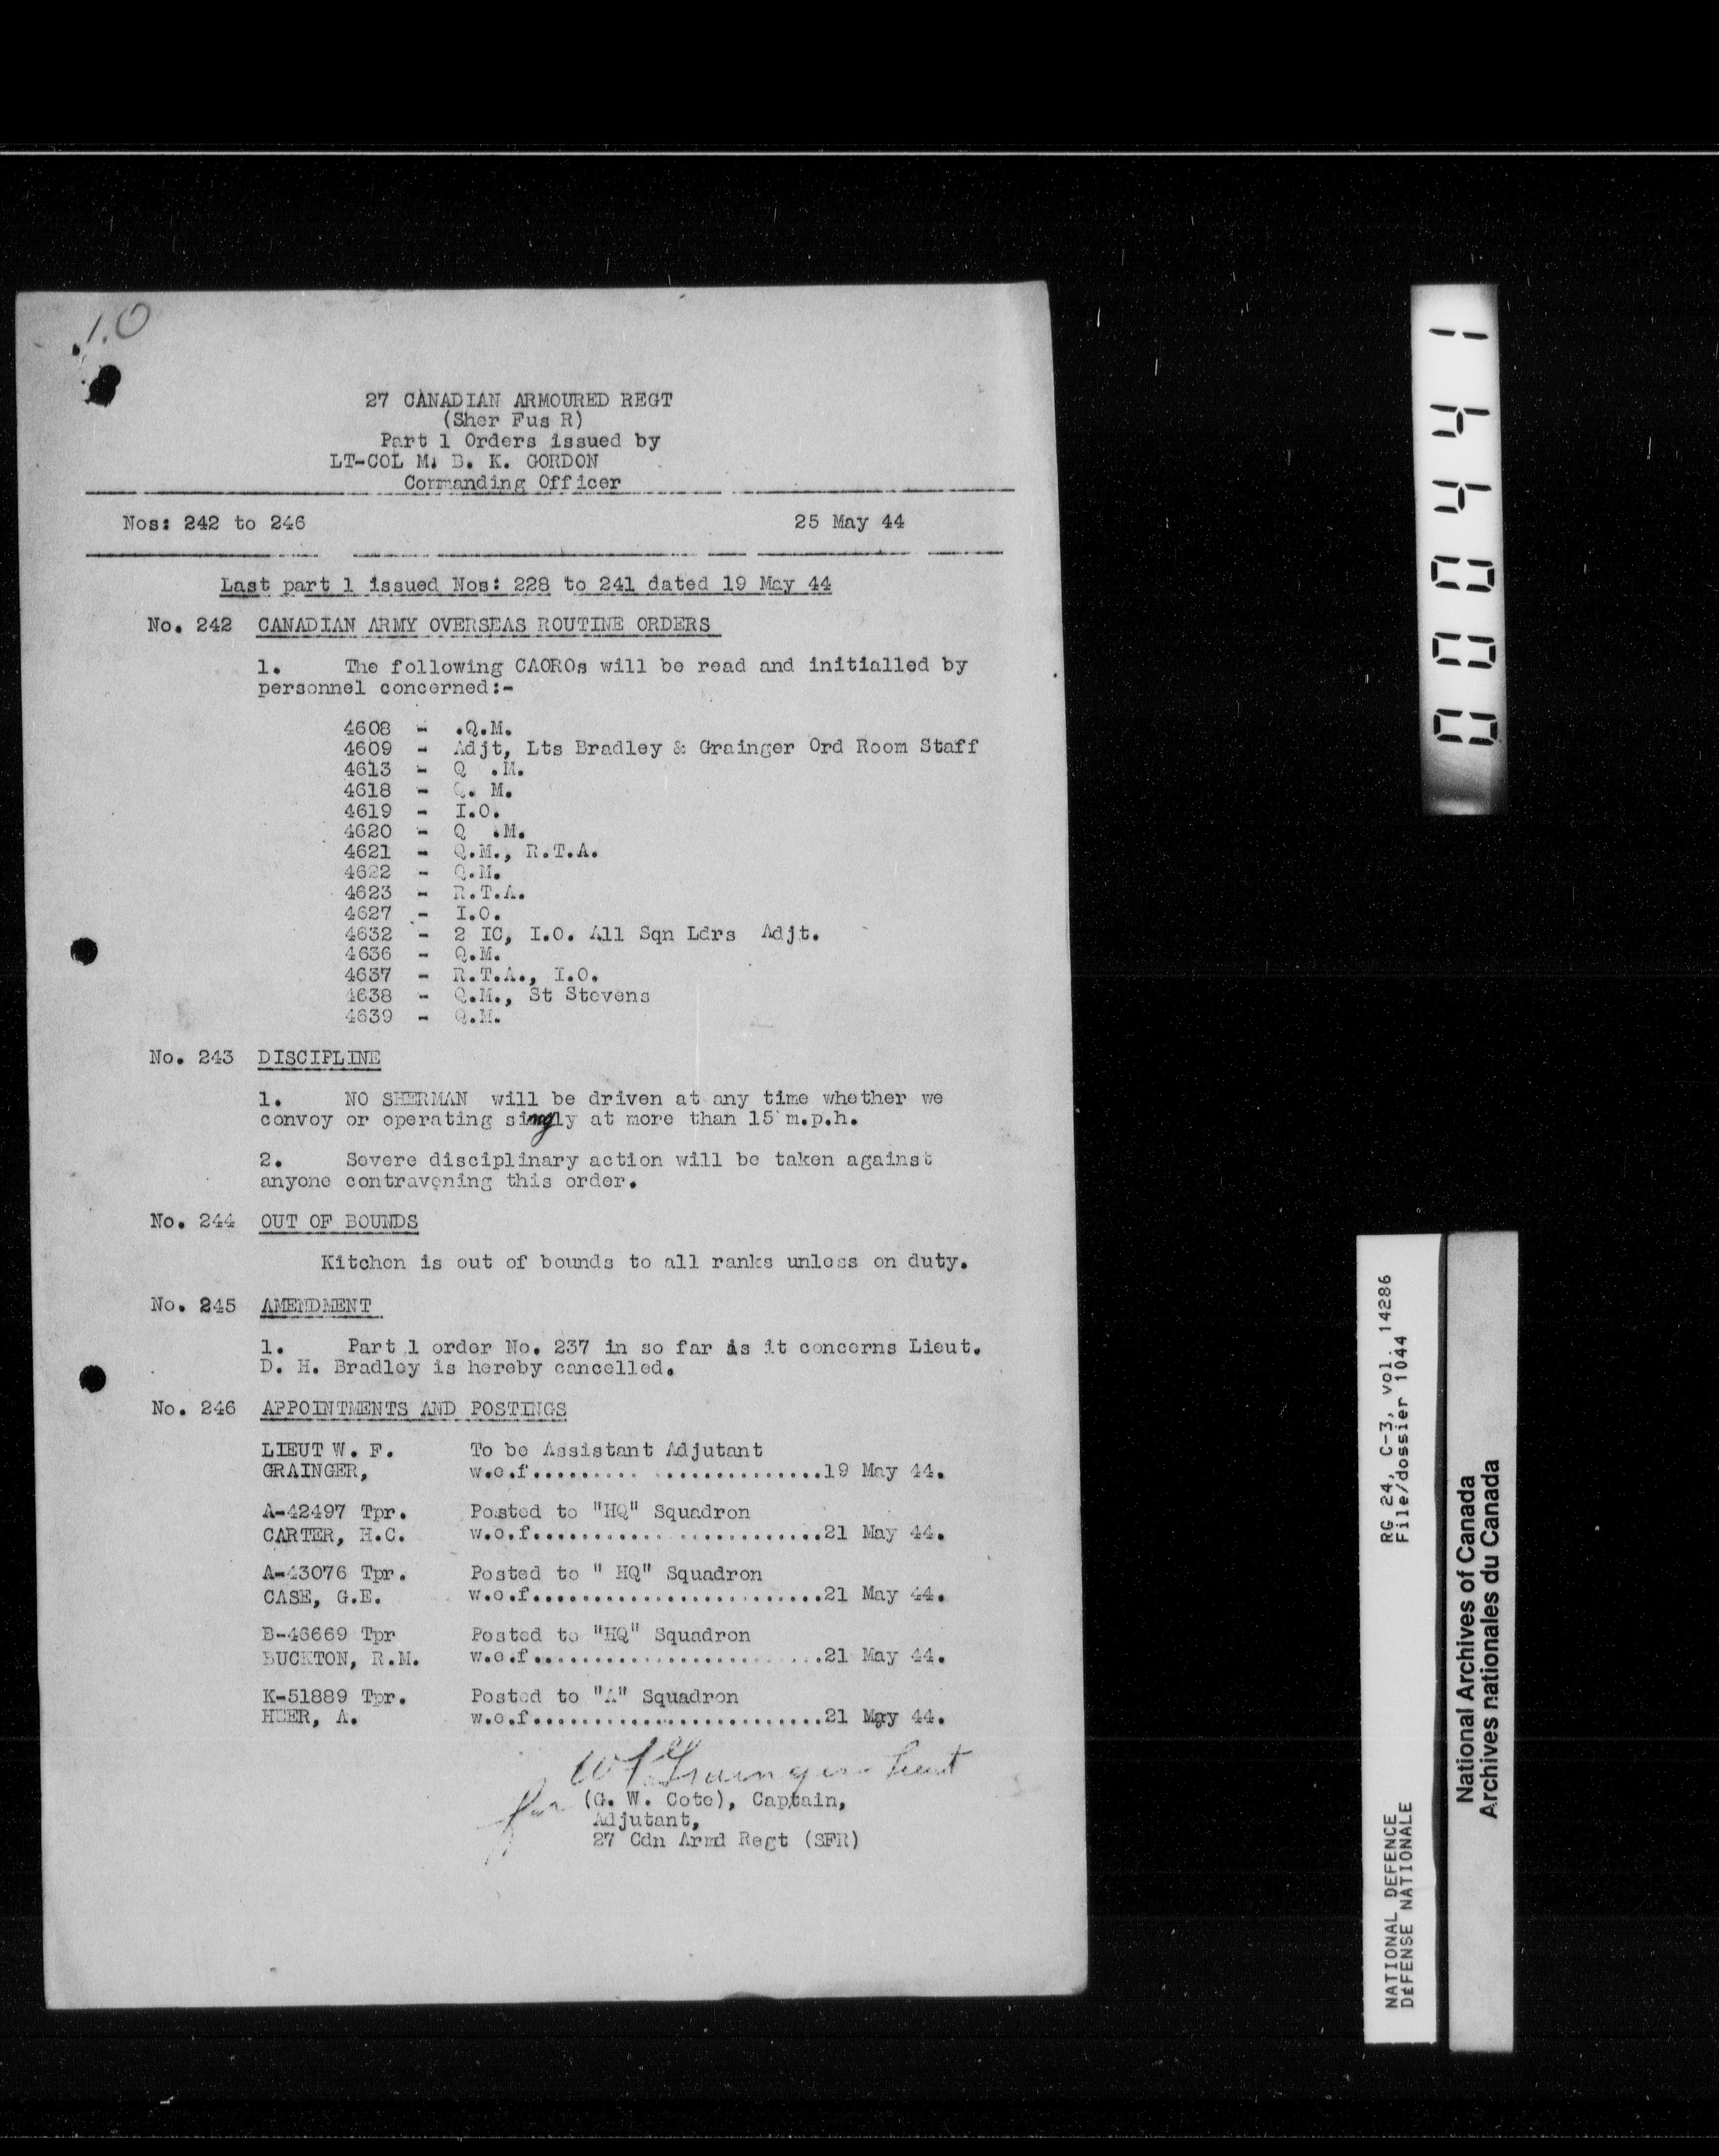 1.0
27 CANADIAN ARMOURED REGT
(Sher Fus R)
Part 1 Orders issued by
LT-COL M. B. K. GORDON
Commanding Officer
Nos: 242 to 246 25 May 44
Last part 1 issued Nos: 228 to 241 dated 19 May 44
No. 242 CANADIAN ARMY OVERSEAS ROUTINE ORDERS
1. The following CAOROs will be read and initialled by
personnel concerned:-
4608 - .Q.M.
4609 - Adjt, Lts Bradley & Grainger Ord Room Staff
4613 - Q .M.
4618 - Q. M.
4619 - I.O.
4620 - Q .M.
4621 - Q.M., R.T.A.
4622 - Q.M.
4623 - R.T.A.
4627 - I.O.
4632 - 2 IC, I.O. All Sqn Ldrs Adjt.
4636 - Q.M.
4637 - R.T.A., I.O.
4638 - Q.M., St Stevens
4639 - Q.M.
No. 243 DISCIPLINE
1. NO SHERMAN will be driven at any time whether we
convoy or operating singly at more than 15 m.p.h.
2. Severe disciplinary action will be taken against
anyone contravening this order.
No. 244 OUT OF BOUNDS
Kitchen is out of bounds to all ranks unless on duty.
No. 245 AMENDMENT
1. Part 1 order No. 237 in so far as it concerns Lieut.
D. H. Bradley is hereby cancelled.
No. 246 APPOINTMENTS AND POSTINGS
LIEUT W. F. To be Assistant Adjutant
GRAINGER, w.e.f..........................19 May 44.
A-42497 Tpr. Posted to "HQ" Squadron
CARTER, H.C. w.e.f..........................21 May 44.
A-43076 Tpr. Posted to " HQ" Squadron
CASE, G.E. w.e.f..........................21 May 44.
B-46669 Tpr Posted to "HQ" Squadron
BUCKTON, R.M. w.e.f..........................21 May 44.
K-51889 Tpr. Posted to "A" Squadron
HUER, A. w.e.f..........................21 May 44.
W F Grainger Lieut
for (G. W. Cote), Captain,
Adjutant,
27 Cdn Armd Regt (SFR)
000441
RG 24, C-3, vol. 14286
File/dossier 1044
NATIONAL DEFENCE
DéFENSE NATIONALE
National Archives of Canada
Archives nationales du Canada